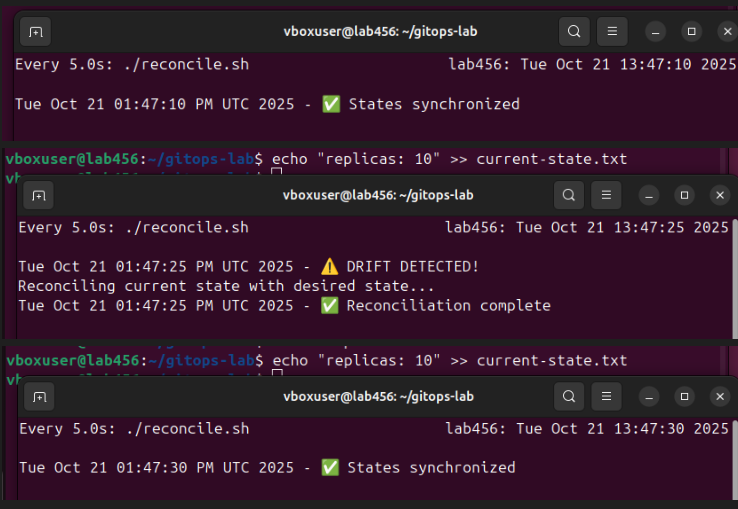 vboxuser@lab456: ~/gitops-lab
Every 5.0s: ./reconcile.sh lab456: Tue Oct 21 13:47:10 2025
Tue Oct 21 01:47:10 PM UTC 2025 - ✅ States synchronized
vboxuser@lab456:~/gitops-lab$ echo "replicas: 10" >> current-state.txt
vboxuser@lab456: ~/gitops-lab
Every 5.0s: ./reconcile.sh lab456: Tue Oct 21 13:47:25 2025
Tue Oct 21 01:47:25 PM UTC 2025 - ⚠️ DRIFT DETECTED!
Reconciling current state with desired state...
Tue Oct 21 01:47:25 PM UTC 2025 - ✅ Reconciliation complete
vboxuser@lab456:~/gitops-lab$ echo "replicas: 10" >> current-state.txt
vboxuser@lab456: ~/gitops-lab
Every 5.0s: ./reconcile.sh lab456: Tue Oct 21 13:47:30 2025
Tue Oct 21 01:47:30 PM UTC 2025 - ✅ States synchronized